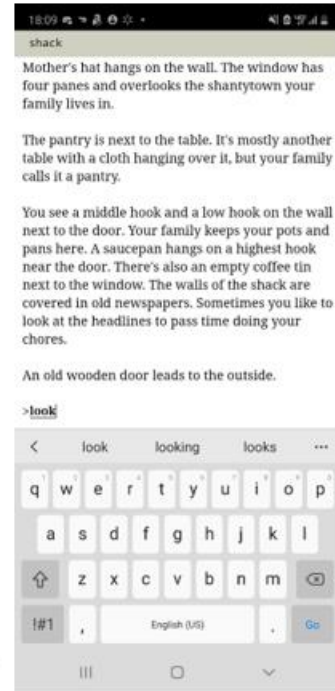 18:09
shack
Mother's hat hangs on the wall. The window has
four panes and overlooks the shantytown your
family lives in.
The pantry is next to the table. It's mostly another
table with a cloth hanging over it, but your family
calls it a pantry.
You see a middle hook and a low hook on the wall
next to the door. Your family keeps your pots and
pans here. A saucepan hangs on a highest hook
near the door. There's also an empty coffee tin
next to the window. The walls of the shack are
covered in old newspapers. Sometimes you like to
look at the headlines to pass time doing your
chores.
An old wooden door leads to the outside.
>look
look looking looks ...
q w e r t y u i o p
a s d f g h j k l
z x c v b n m
!#1 , English (US) . Go